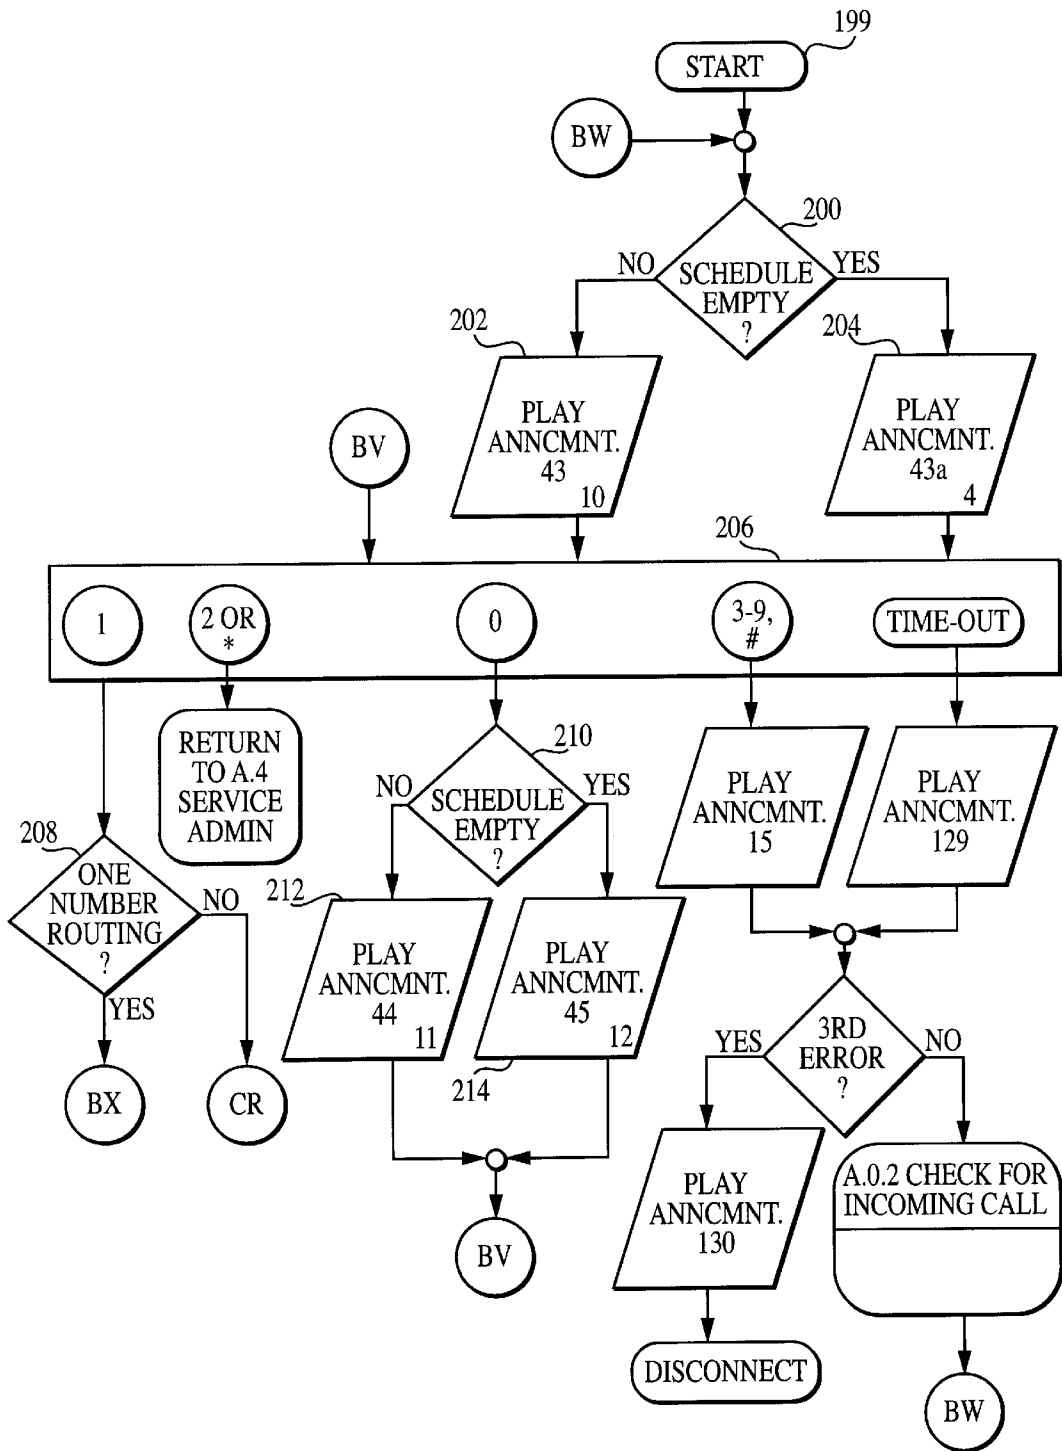 199
START
BW
200
NO
SCHEDULE
EMPTY
?
YES
202
204
PLAY
ANNCMNT.
43
10
PLAY
ANNCMNT.
43a
4
BV
206
1
2 OR
*
0
3-9,
#
TIME-OUT
RETURN
TO A.4
SERVICE
ADMIN
210
NO
SCHEDULE
EMPTY
?
YES
PLAY
ANNCMNT.
15
PLAY
ANNCMNT.
129
208
ONE
NUMBER
ROUTING
?
NO
YES
212
PLAY
ANNCMNT.
44
11
PLAY
ANNCMNT.
45
12
214
BX
CR
YES
3RD
ERROR
?
NO
BV
PLAY
ANNCMNT.
130
A.0.2 CHECK FOR
INCOMING CALL
DISCONNECT
BW